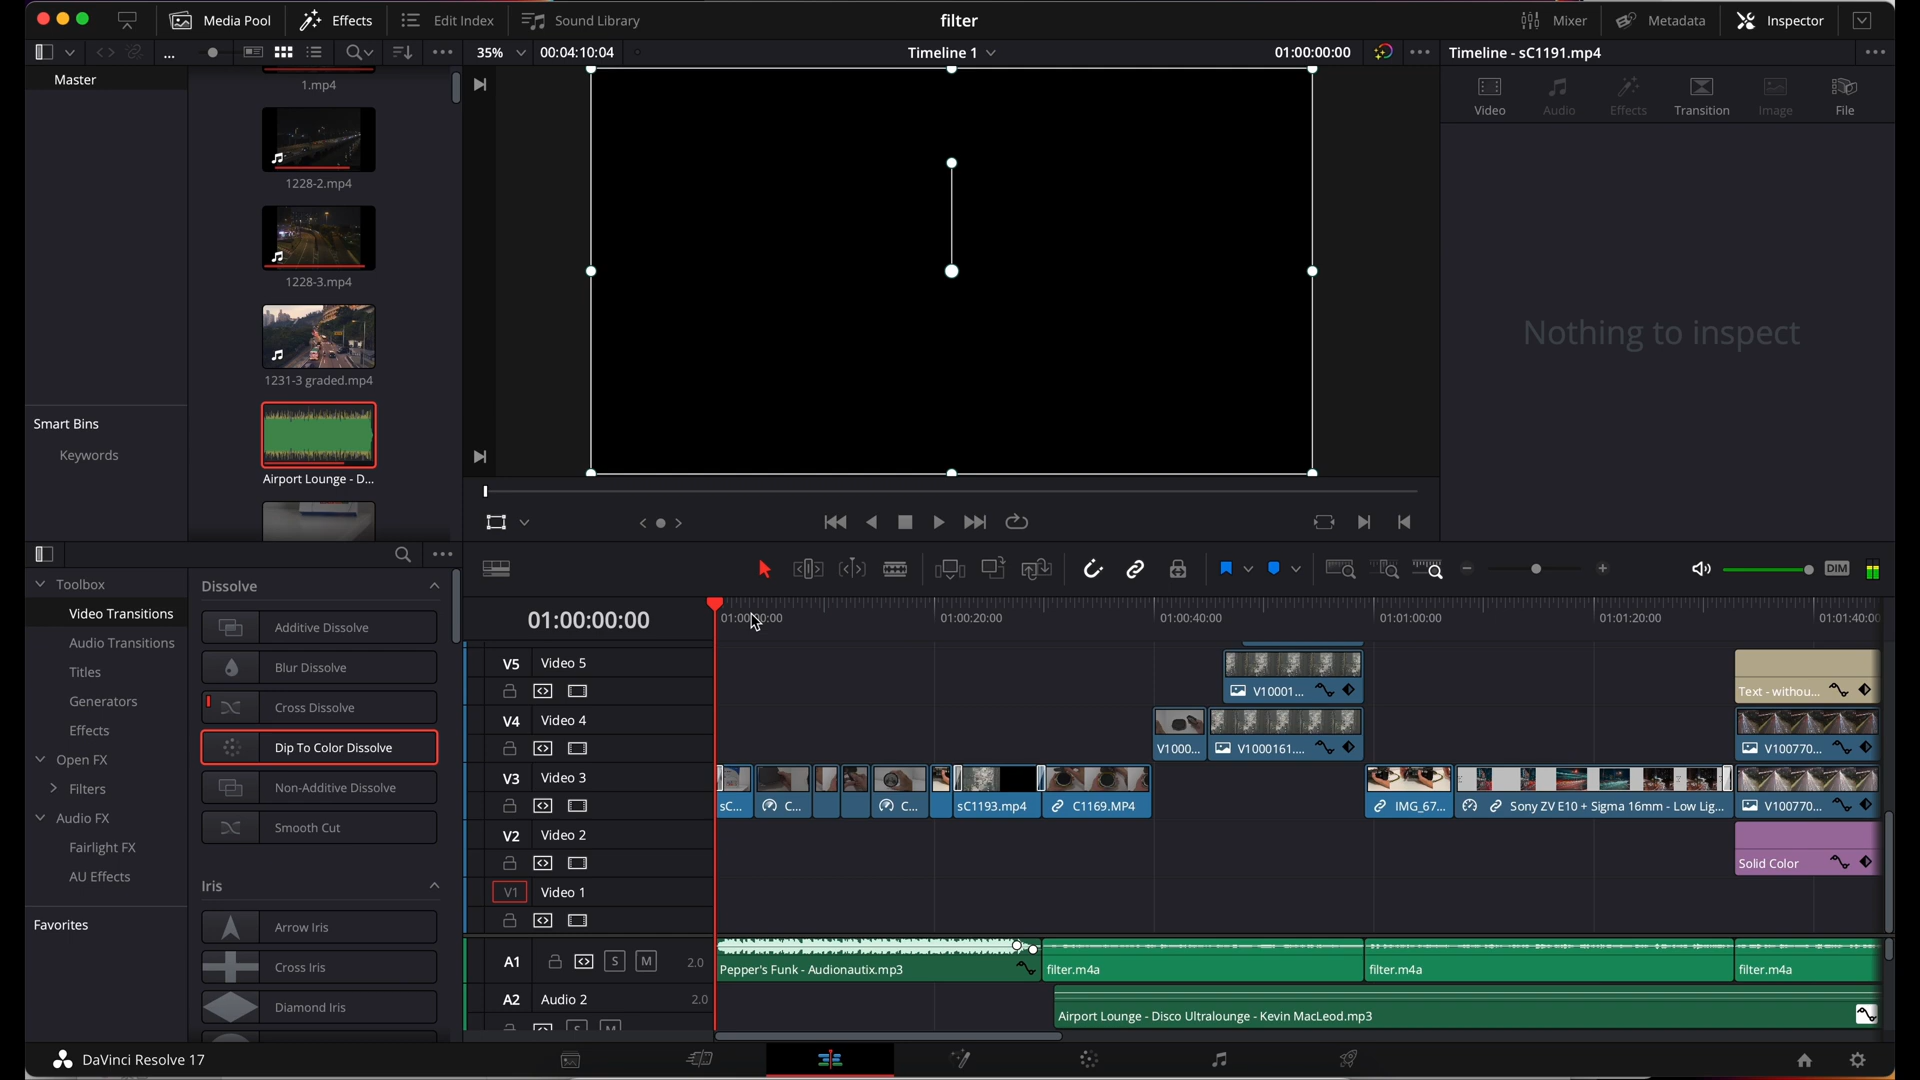 Media Pool
Effects
Edit Index
Sound Library
filter
Mixer
Metadata
Inspector
...
35%
00:04:10:04
Timeline 1
01:00:00:00
Timeline - sC1191.mp4
Master
1.mp4
1228-2.mp4
1228-3.mp4
1231-3 graded.mp4
Airport Lounge - D...
Smart Bins
Keywords
Video
Audio
Effects
Transition
Image
File
Nothing to inspect
Toolbox
Video Transitions
Audio Transitions
Titles
Generators
Effects
Open FX
Filters
Audio FX
Fairlight FX
AU Effects
Favorites
Dissolve
Additive Dissolve
Blur Dissolve
Cross Dissolve
Dip To Color Dissolve
Non-Additive Dissolve
Smooth Cut
Iris
Arrow Iris
Cross Iris
Diamond Iris
DIM
01:00:00:00
01:00:20:00
01:00:40:00
01:01:00:00
01:01:20:00
01:01:40:00
V5 Video 5
V10001...
Text - withou...
V4 Video 4
V1000...
V1000161....
V100770...
V3 Video 3
sC...
C...
C...
sC1193.mp4
C1169.MP4
IMG_67...
Sony ZV E10 + Sigma 16mm - Low Lig...
V100770...
V2 Video 2
Solid Color
V1 Video 1
A1 S M 2.0
Pepper's Funk - Audionautix.mp3
filter.m4a
filter.m4a
filter.m4a
A2 Audio 2 2.0
S M
Airport Lounge - Disco Ultralounge - Kevin MacLeod.mp3
DaVinci Resolve 17